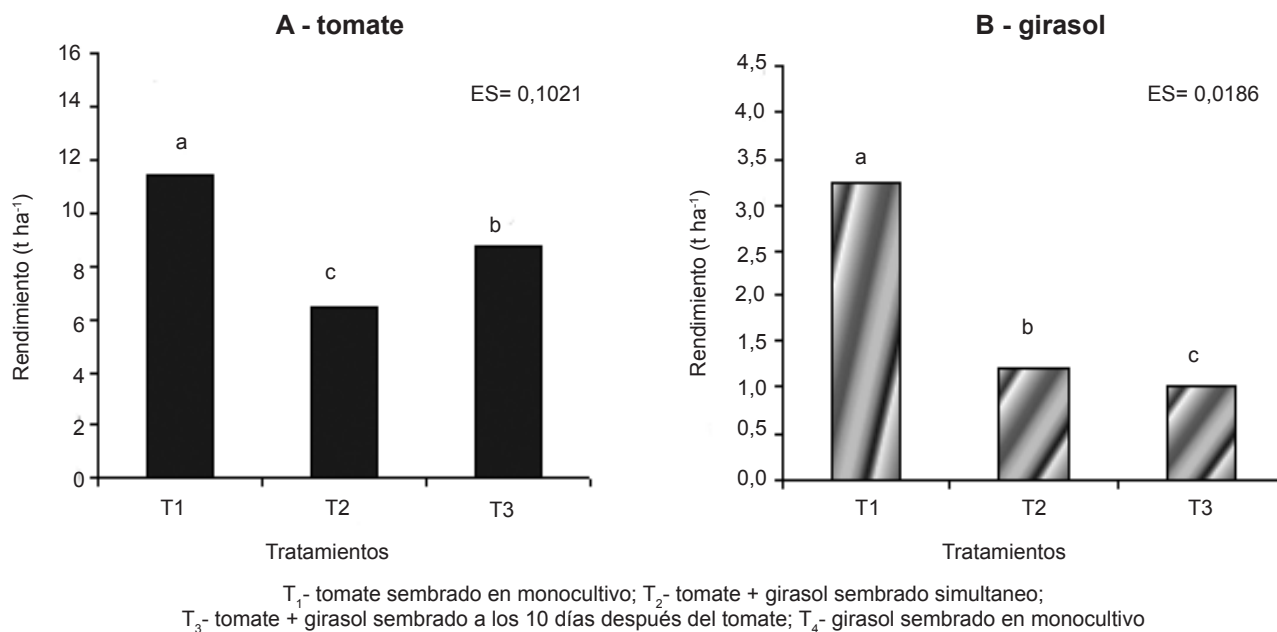 A - tomate
16
14
12
10
8
6
4
2
0
Rendimiento (t ha⁻¹)
ES= 0,1021
a
c
b
T1
T2
T3
Tratamientos
B - girasol
4,5
4,0
3,5
3,0
2,5
2,0
1,5
1,0
0,5
0,0
Rendimiento (t ha⁻¹)
ES= 0,0186
a
b
c
T1
T2
T3
Tratamientos
T₁- tomate sembrado en monocultivo; T₂- tomate + girasol sembrado simultaneo;
T₃- tomate + girasol sembrado a los 10 días después del tomate; T₄- girasol sembrado en monocultivo